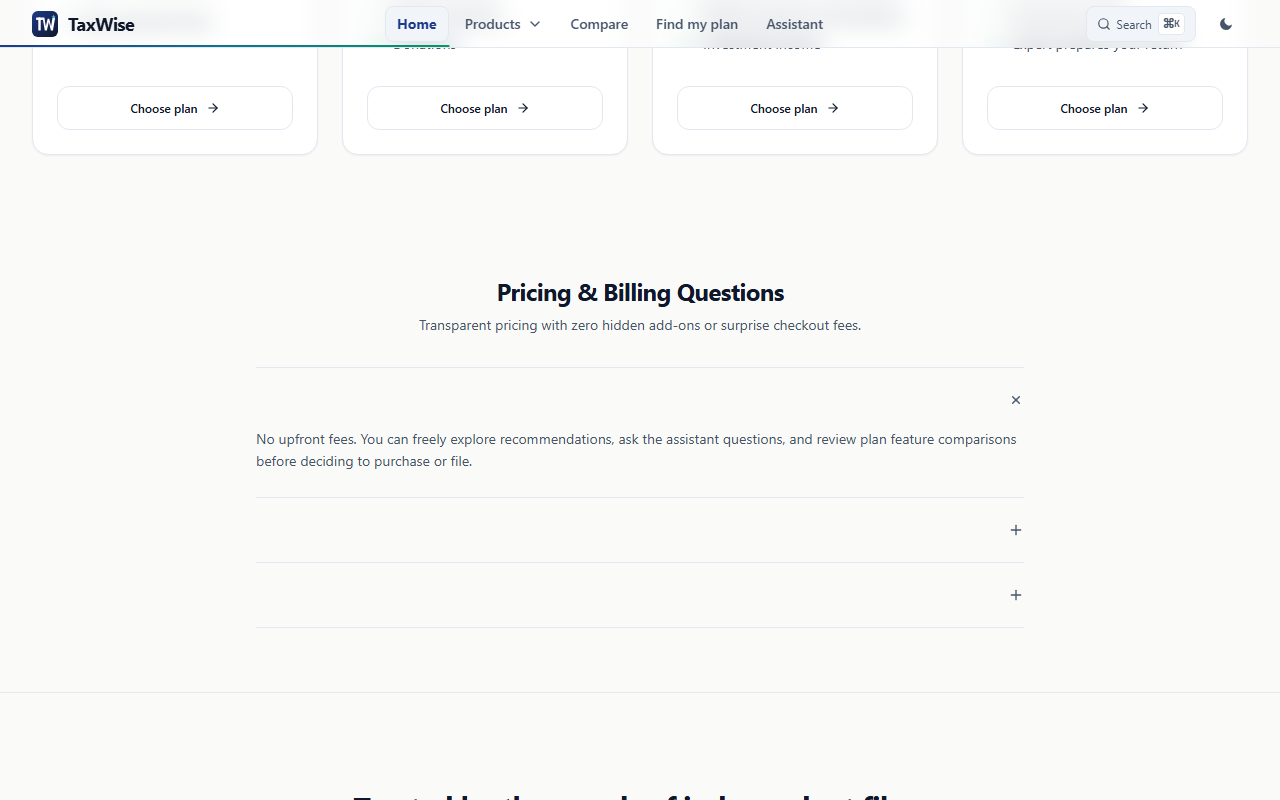 TW TaxWise
Home Products Compare Find my plan Assistant
Search ⌘K
Choose plan
Choose plan
Choose plan
Choose plan
Pricing & Billing Questions
Transparent pricing with zero hidden add-ons or surprise checkout fees.
No upfront fees. You can freely explore recommendations, ask the assistant questions, and review plan feature comparisons
before deciding to purchase or file.